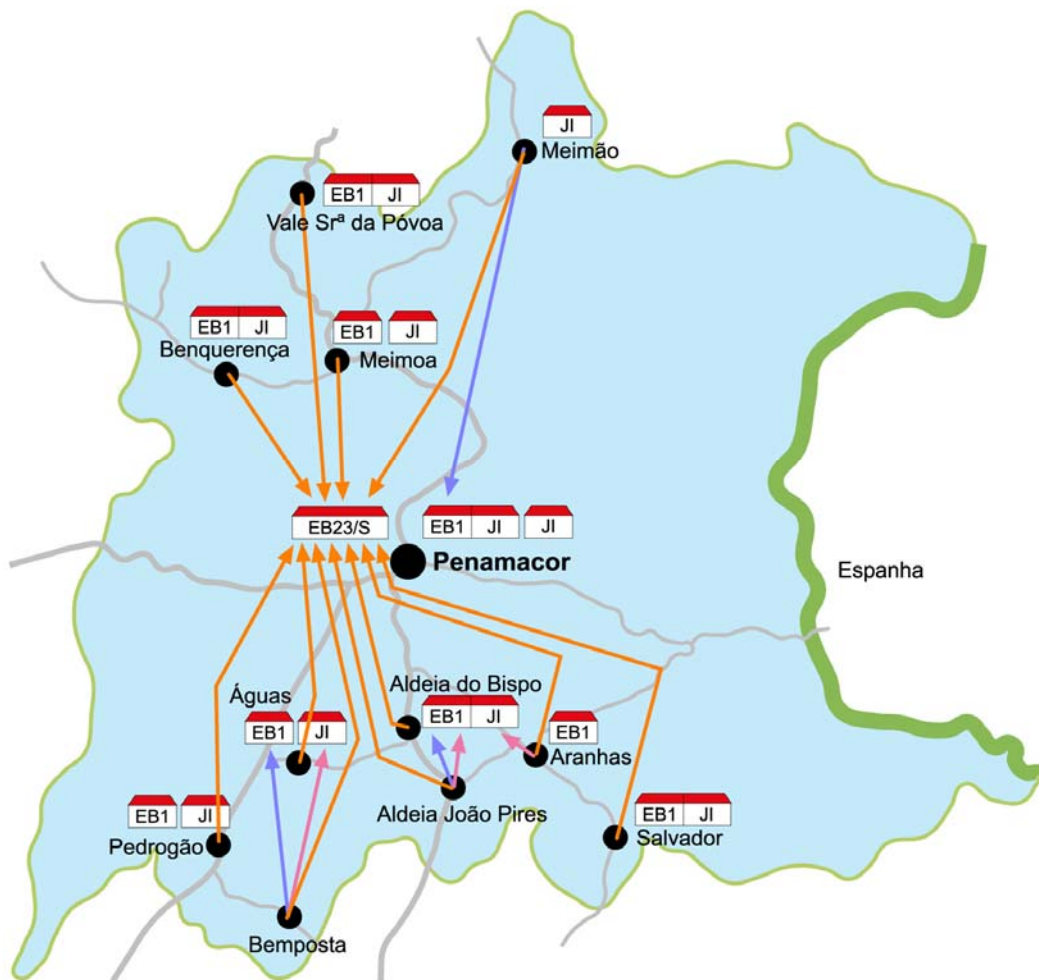 JI
Meimão
EB1 JI
Vale Srª da Póvoa
EB1 JI
Benquerença
EB1 JI
Meimoa
EB23/S
EB1 JI JI
Penamacor
Espanha
Águas
EB1 JI
Aldeia do Bispo
EB1 JI
EB1
Aranhas
Aldeia João Pires
EB1 JI
Pedrogão
EB1 JI
Salvador
Bemposta